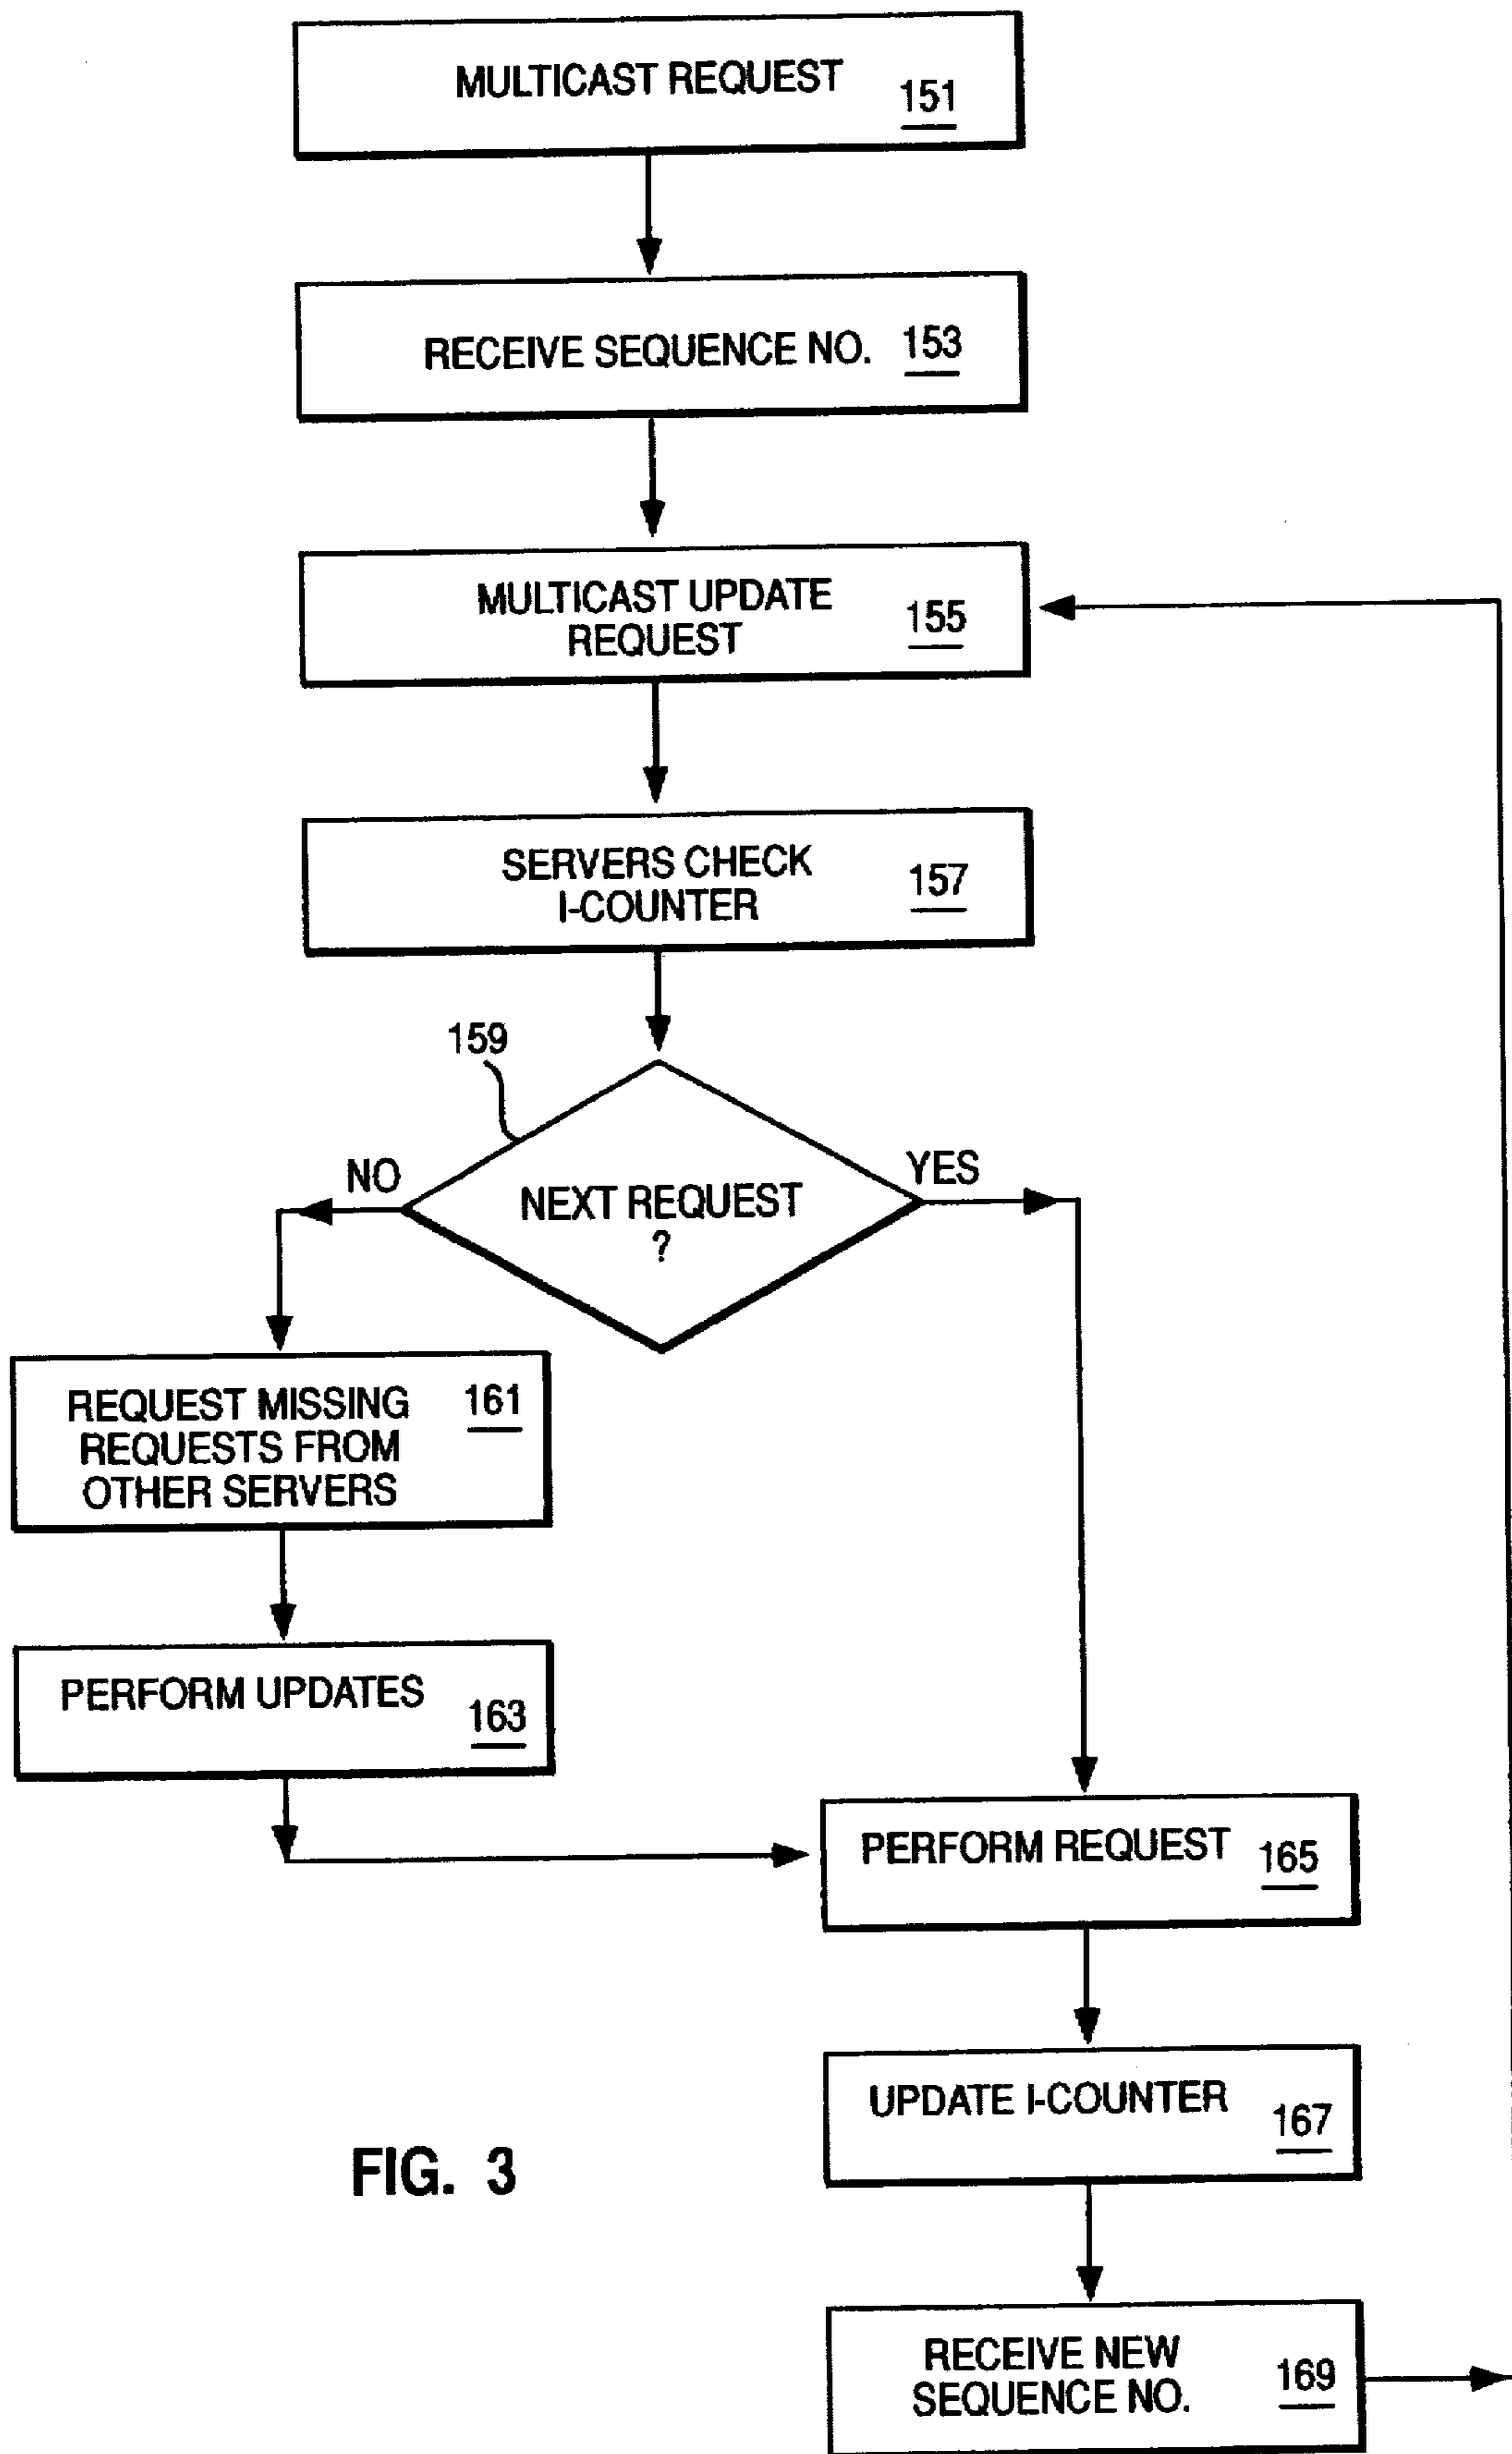 MULTICAST REQUEST 151
RECEIVE SEQUENCE NO. 153
MULTICAST UPDATE
REQUEST 155
SERVERS CHECK
I-COUNTER 157
159
NO
YES
NEXT REQUEST
?
REQUEST MISSING 161
REQUESTS FROM
OTHER SERVERS
PERFORM UPDATES 163
PERFORM REQUEST 165
UPDATE I-COUNTER 167
FIG. 3
RECEIVE NEW
SEQUENCE NO. 169